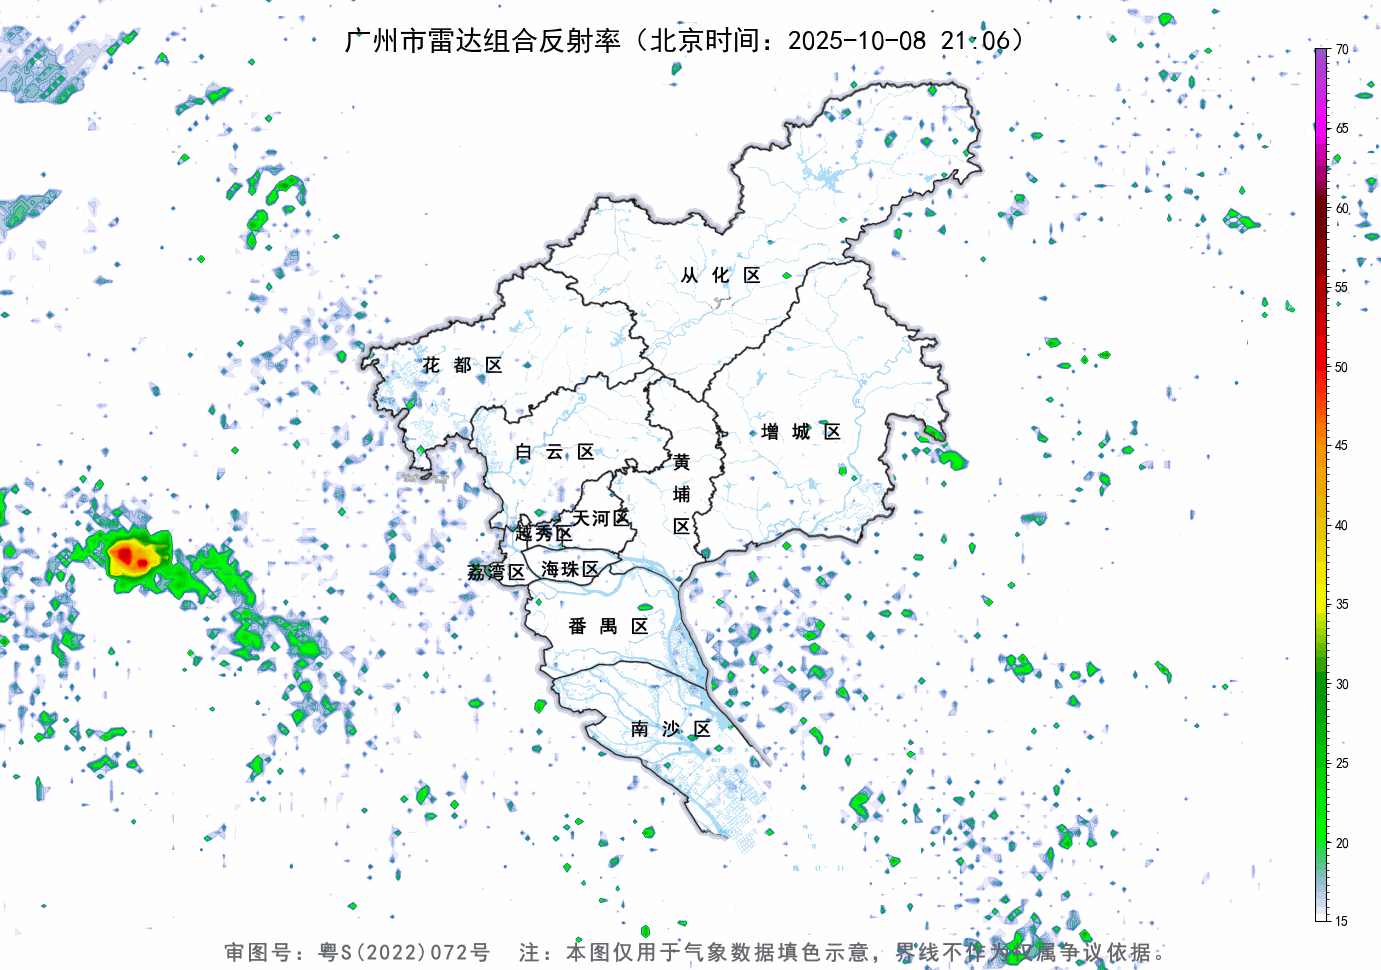 广州市雷达组合反射率（北京时间：2025-10-08 21:06）
70
65
60
55
50
45
40
35
30
25
20
15
从化区
花都区
增城区
白云区
黄埔区
天河区
越秀区
海珠区
荔湾区
番禺区
南沙区
审图号：粤S(2022)072号 注：本图仅用于气象数据填色示意，界线不作为权属争议依据。